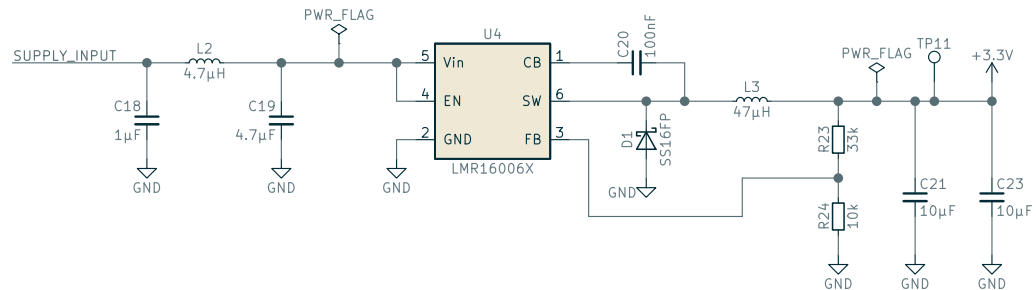 PWR_FLAG
SUPPLY_INPUT
L2
4.7µH
C18
1µF
GND
C19
4.7µF
GND
U4
5 Vin CB 1
4 EN SW 6
2 GND FB 3
LMR16006X
GND
C20
100nF
D1
SS16FP
GND
L3
47µH
PWR_FLAG
TP11
+3.3V
R23
33k
R24
10k
GND
C21
10µF
GND
C23
10µF
GND